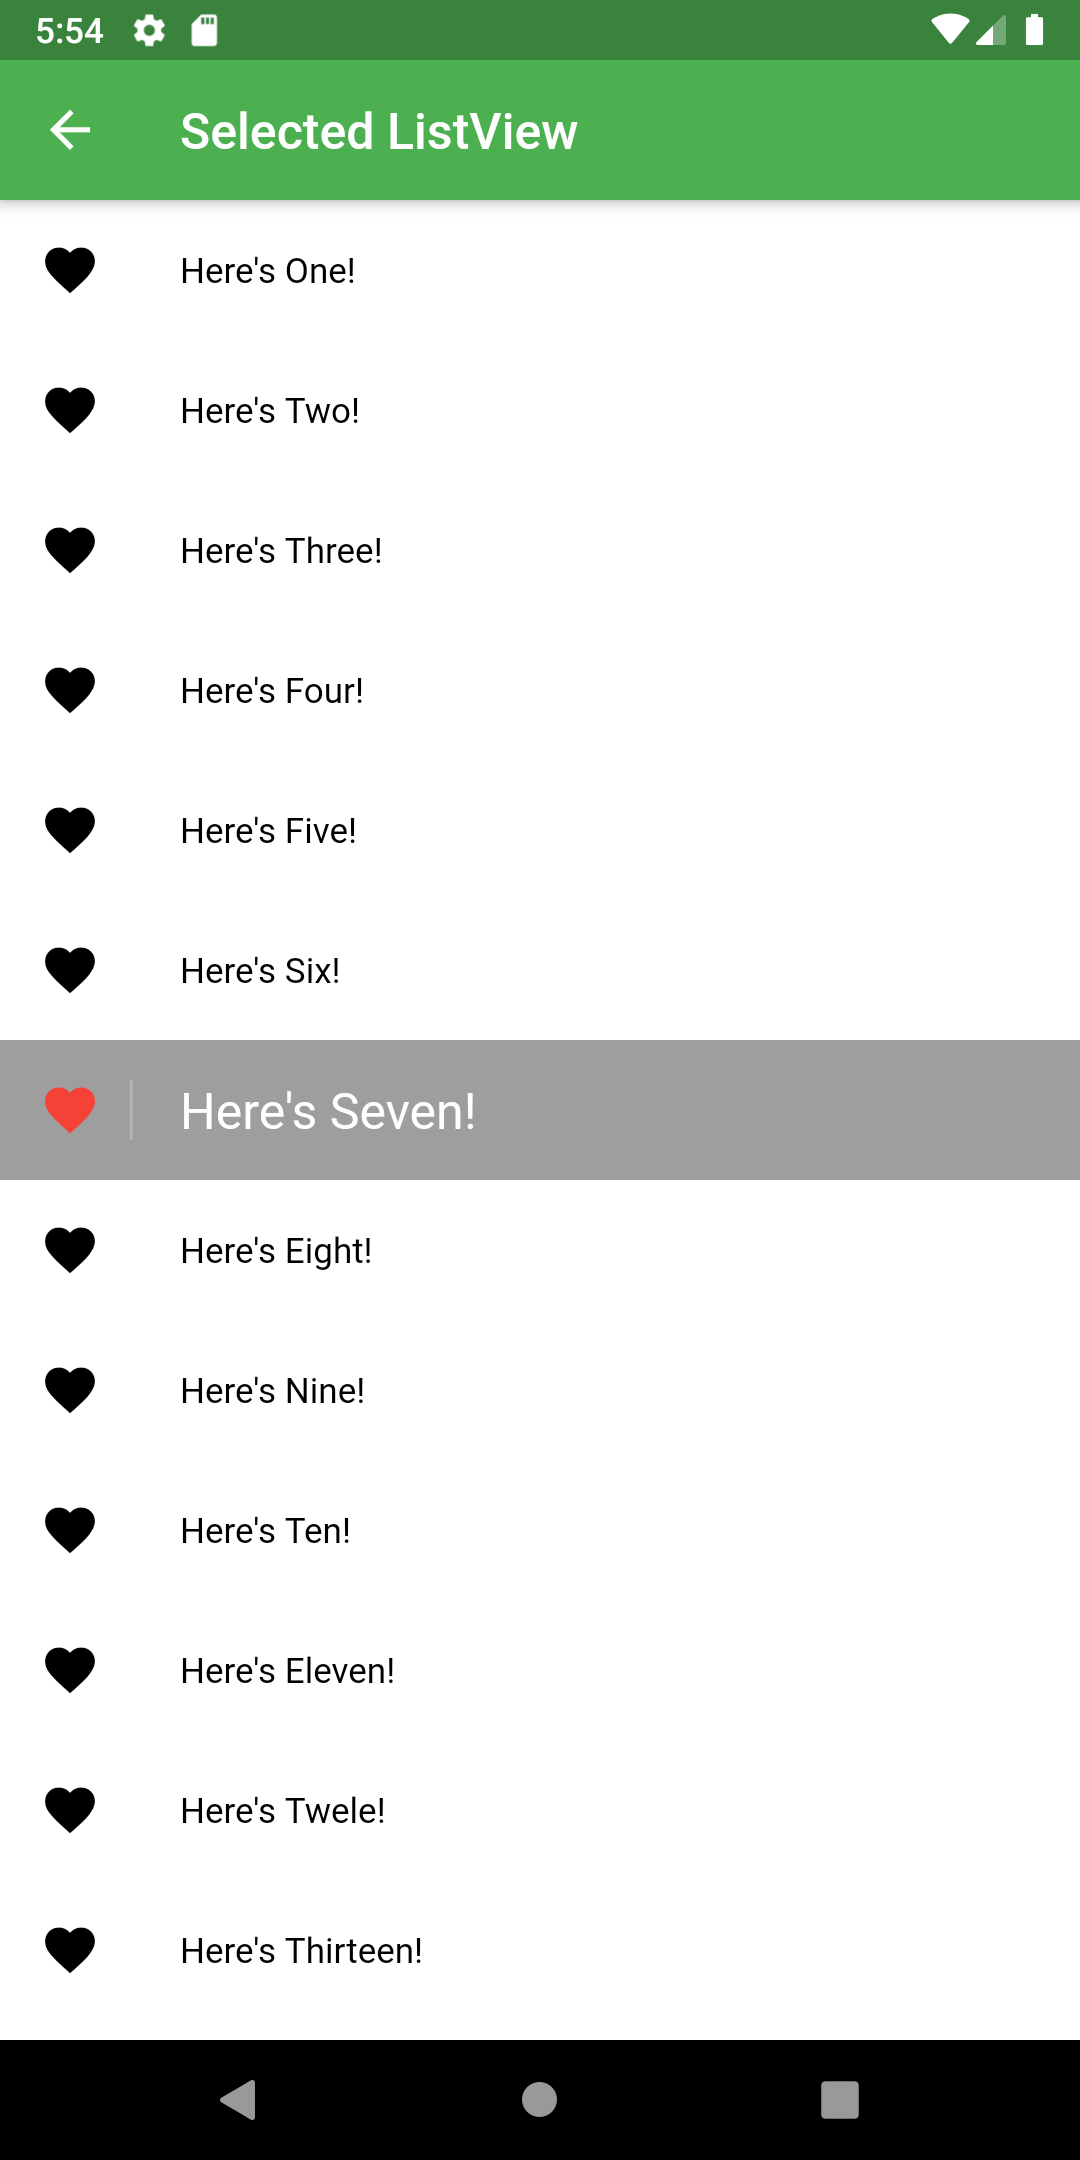 5:54
Selected ListView
Here's One!
Here's Two!
Here's Three!
Here's Four!
Here's Five!
Here's Six!
Here's Seven!
Here's Eight!
Here's Nine!
Here's Ten!
Here's Eleven!
Here's Twele!
Here's Thirteen!